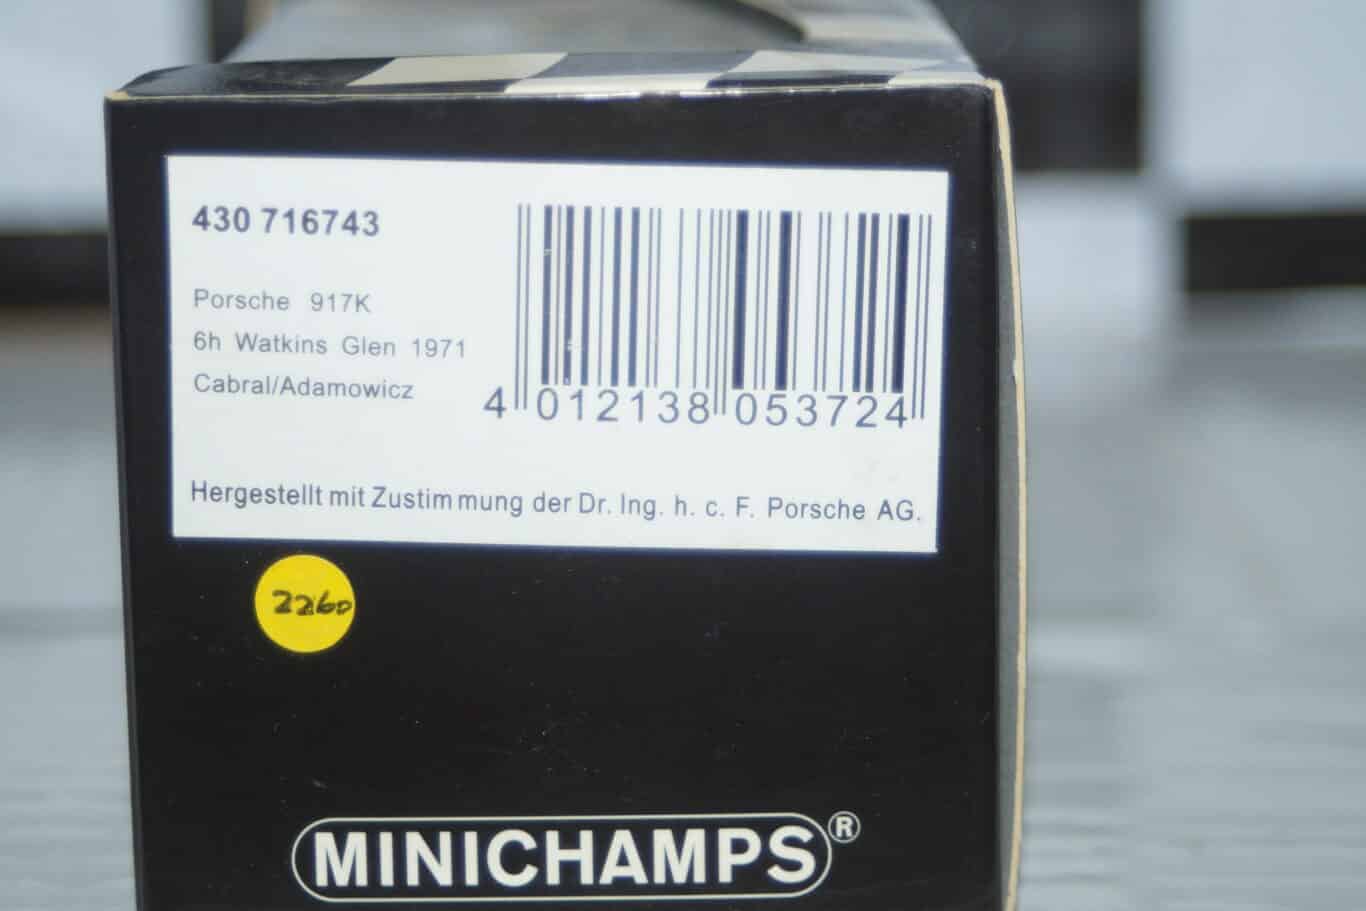 430 716743
Porsche 917K
6h Watkins Glen 1971
Cabral/Adamowicz
4 012138 053724
Hergestellt mit Zustimmung der Dr. Ing. h. c. F. Porsche AG.
2260
MINICHAMPS®